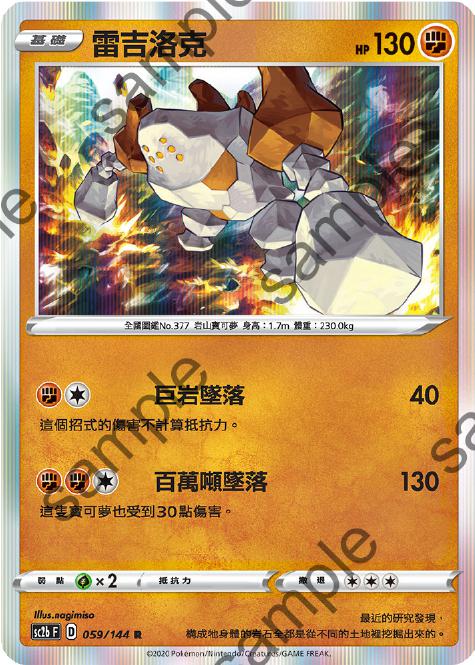 基礎 雷吉洛克 HP 130
全國圖鑑No.377 岩山寶可夢 身高：1.7m 體重：230.0kg
巨岩墜落 40
這個招式的傷害不計算抵抗力。
百萬噸墜落 130
這隻寶可夢也受到30點傷害。
弱點 ×2 抵抗力 撤退
Illus.nagimiso
sc2b F D 059/144 R
最近的研究發現，
構成牠身體的岩石全都是從不同的土地裡挖掘出來的。
©2020 Pokémon/Nintendo/Creatures/GAME FREAK.
sample
sample
sample
sample
sample
sample
sample